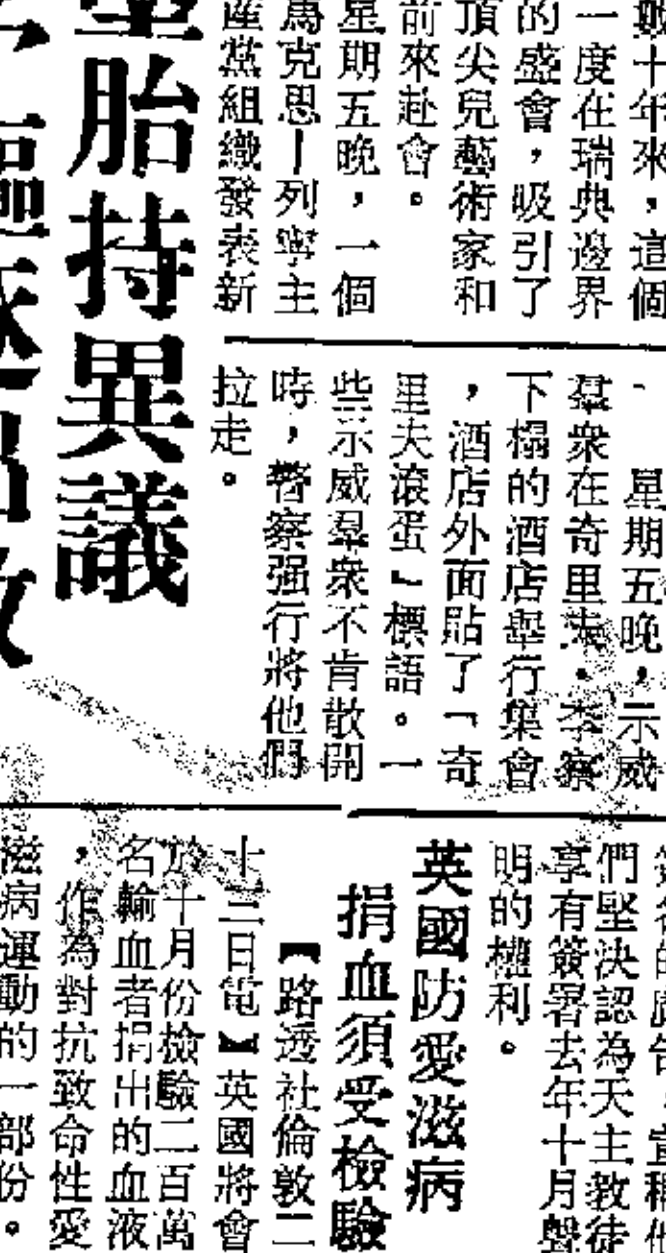 數十年來，這個
一度在瑞典邊界
的盛會，吸引了
頂尖兒藝術家和
前來赴會。
星期五晚，一個
馬克思—列寧主
產黨組織發表新
胎持異議
、　星期五晚，示威
羣眾在奇里夫·李察
下榻的酒店舉行集會
，酒店外面貼了「奇
里夫滾蛋」標語。一
些示威羣眾不肯散開
時，警察强行將他們
拉走。
們堅決認為天主教徒
享有簽署去年十月聲
明的權利。
英國防愛滋病
捐血須受檢驗
【路透社倫敦二
十三日電】英國將會
於十月份檢驗二百萬
名輸血者捐出的血液
，作為對抗致命性愛
滋病運動的一部份。